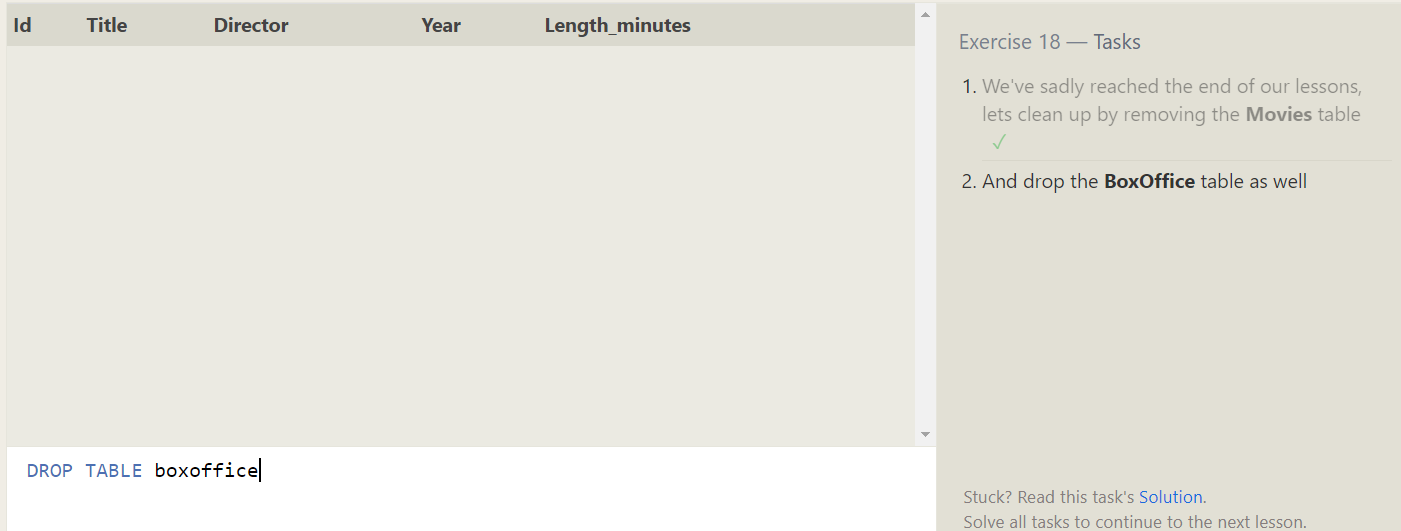 Id Title Director Year Length_minutes
DROP TABLE boxoffice
Exercise 18 — Tasks
1. We've sadly reached the end of our lessons,
lets clean up by removing the Movies table
✓
2. And drop the BoxOffice table as well
Stuck? Read this task's Solution.
Solve all tasks to continue to the next lesson.